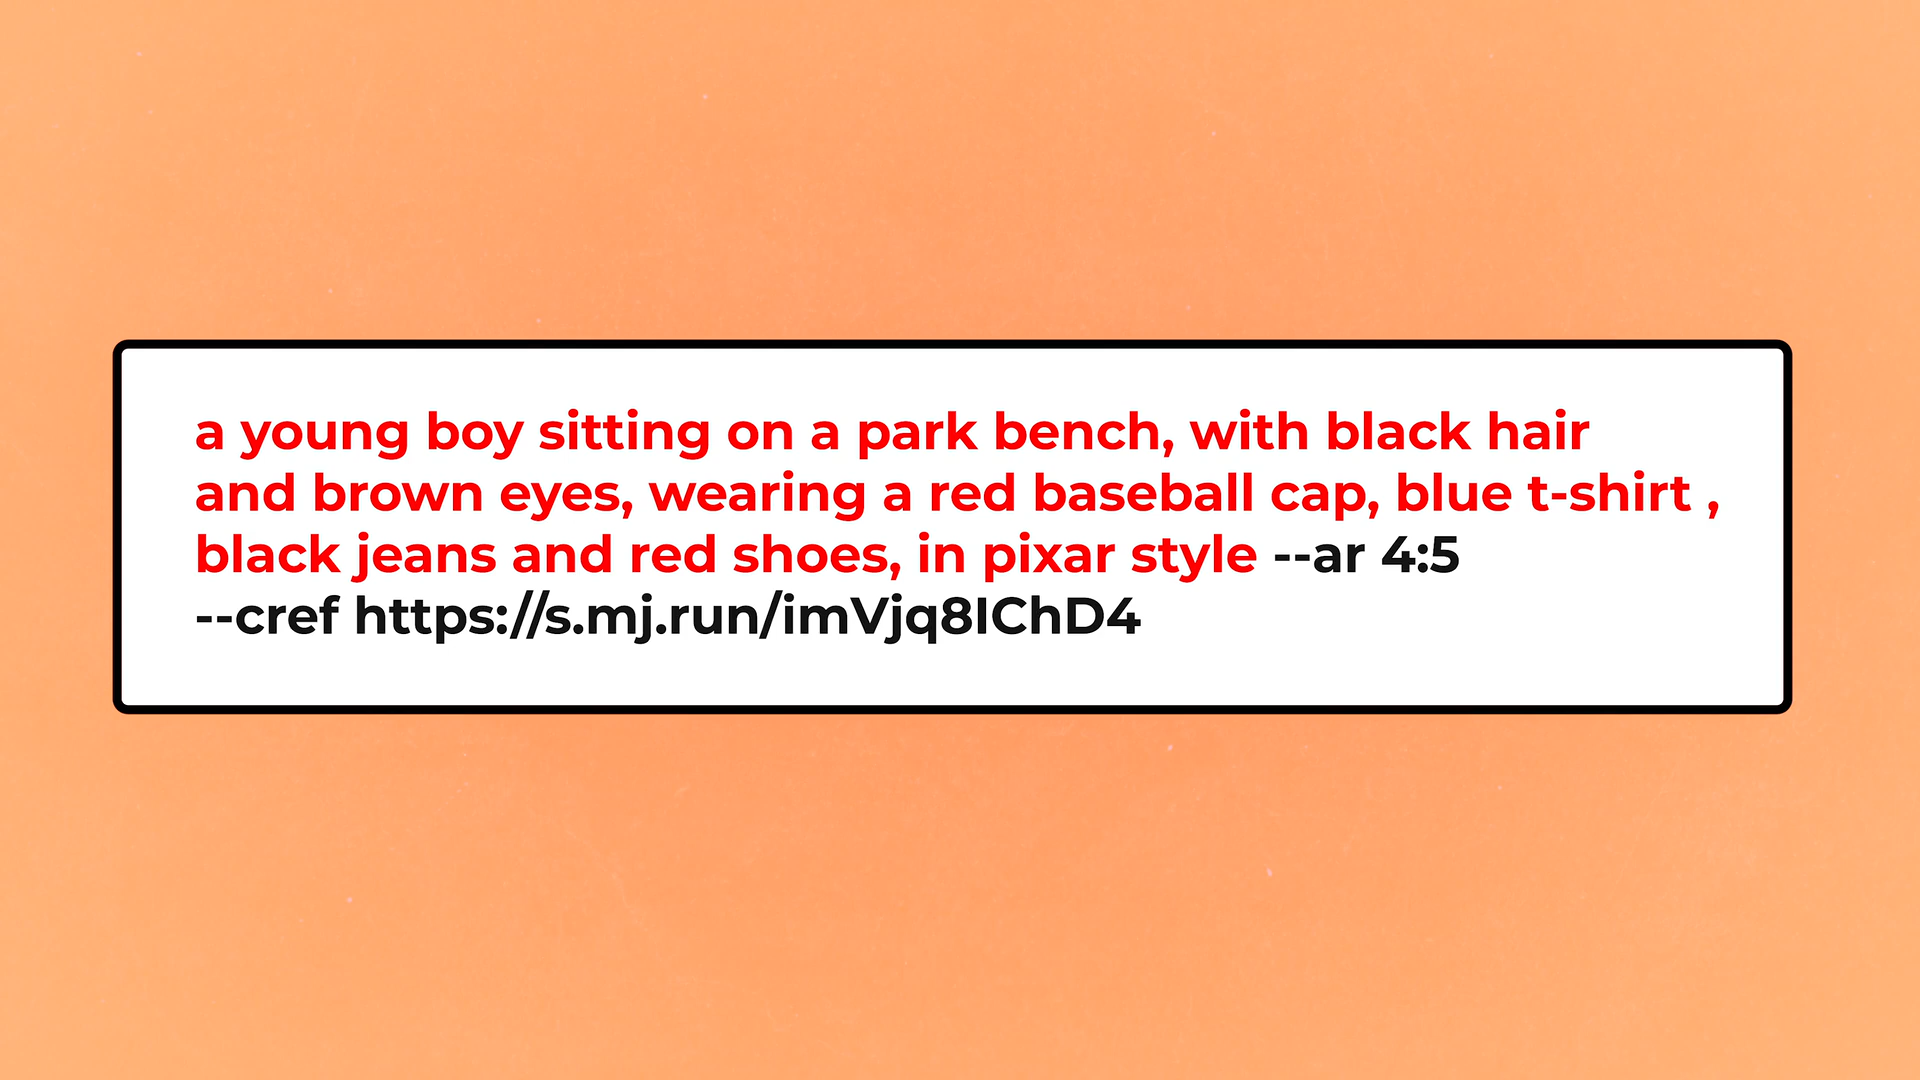 a young boy sitting on a park bench, with black hair
and brown eyes, wearing a red baseball cap, blue t-shirt ,
black jeans and red shoes, in pixar style --ar 4:5
--cref https://s.mj.run/imVjq8IChD4